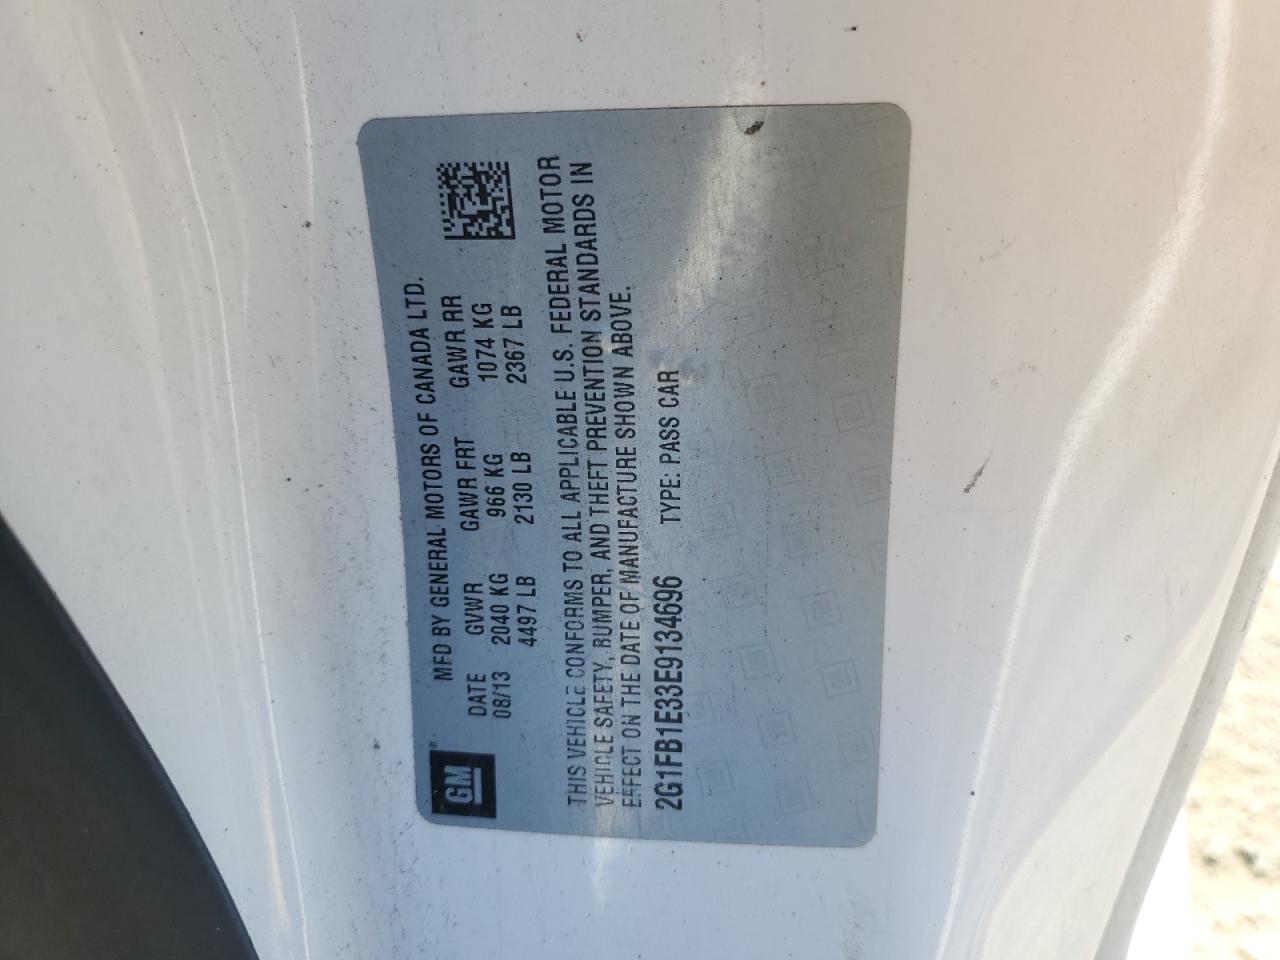 GM
MFD BY GENERAL MOTORS OF CANADA LTD.
DATE GVWR GAWR FRT GAWR RR
08/13 2040 KG 966 KG 1074 KG
4497 LB 2130 LB 2367 LB
THIS VEHICLE CONFORMS TO ALL APPLICABLE U.S. FEDERAL MOTOR
VEHICLE SAFETY, BUMPER, AND THEFT PREVENTION STANDARDS IN
EFFECT ON THE DATE OF MANUFACTURE SHOWN ABOVE.
2G1FB1E33E9134696 TYPE: PASS CAR